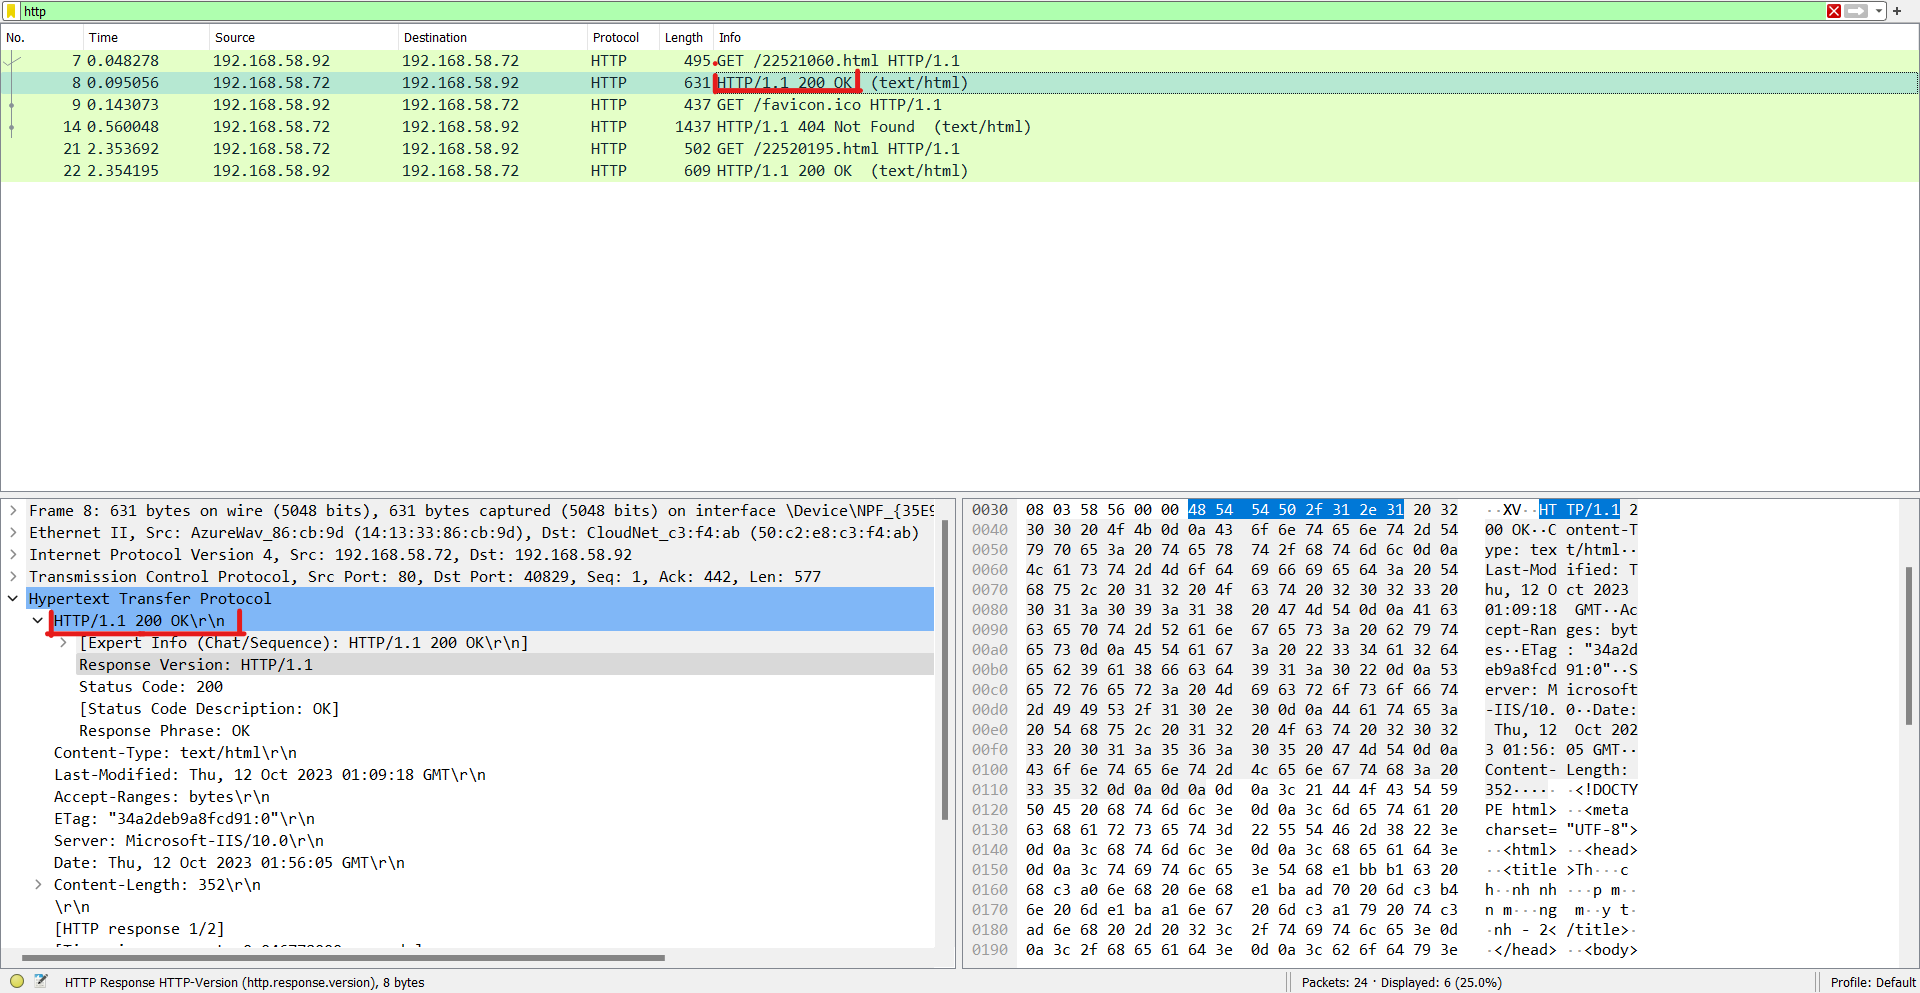 http
No. Time Source Destination Protocol Length Info
7 0.048278 192.168.58.92 192.168.58.72 HTTP 495 GET /22521060.html HTTP/1.1
8 0.095056 192.168.58.72 192.168.58.92 HTTP 631 HTTP/1.1 200 OK (text/html)
9 0.143073 192.168.58.92 192.168.58.72 HTTP 437 GET /favicon.ico HTTP/1.1
14 0.560048 192.168.58.72 192.168.58.92 HTTP 1437 HTTP/1.1 404 Not Found (text/html)
21 2.353692 192.168.58.92 192.168.58.72 HTTP 502 GET /22520195.html HTTP/1.1
22 2.354195 192.168.58.92 192.168.58.72 HTTP 609 HTTP/1.1 200 OK (text/html)
Frame 8: 631 bytes on wire (5048 bits), 631 bytes captured (5048 bits) on interface \Device\NPF_{35E9
Ethernet II, Src: AzureWav_86:cb:9d (14:13:33:86:cb:9d), Dst: CloudNet_c3:f4:ab (50:c2:e8:c3:f4:ab)
Internet Protocol Version 4, Src: 192.168.58.72, Dst: 192.168.58.92
Transmission Control Protocol, Src Port: 80, Dst Port: 40829, Seq: 1, Ack: 442, Len: 577
Hypertext Transfer Protocol
HTTP/1.1 200 OK\r\n
[Expert Info (Chat/Sequence): HTTP/1.1 200 OK\r\n]
Response Version: HTTP/1.1
Status Code: 200
[Status Code Description: OK]
Response Phrase: OK
Content-Type: text/html\r\n
Last-Modified: Thu, 12 Oct 2023 01:09:18 GMT\r\n
Accept-Ranges: bytes\r\n
ETag: "34a2deb9a8fcd91:0"\r\n
Server: Microsoft-IIS/10.0\r\n
Date: Thu, 12 Oct 2023 01:56:05 GMT\r\n
Content-Length: 352\r\n
\r\n
[HTTP response 1/2]
0030 08 03 58 56 00 00 48 54 54 50 2f 31 2e 31 20 32 ··XV··HT TP/1.1 2
0040 30 30 20 4f 4b 0d 0a 43 6f 6e 74 65 6e 74 2d 54 00 OK··C ontent-T
0050 79 70 65 3a 20 74 65 78 74 2f 68 74 6d 6c 0d 0a ype: tex t/html··
0060 4c 61 73 74 2d 4d 6f 64 69 66 69 65 64 3a 20 54 Last-Mod ified: T
0070 68 75 2c 20 31 32 20 4f 63 74 20 32 30 32 33 20 hu, 12 O ct 2023
0080 30 31 3a 30 39 3a 31 38 20 47 4d 54 0d 0a 41 63 01:09:18 GMT··Ac
0090 63 65 70 74 2d 52 61 6e 67 65 73 3a 20 62 79 74 cept-Ran ges: byt
00a0 65 73 0d 0a 45 54 61 67 3a 20 22 33 34 61 32 64 es··ETag : "34a2d
00b0 65 62 39 61 38 66 63 64 39 31 3a 30 22 0d 0a 53 eb9a8fcd 91:0"··S
00c0 65 72 76 65 72 3a 20 4d 69 63 72 6f 73 6f 66 74 erver: M icrosoft
00d0 2d 49 49 53 2f 31 30 2e 30 0d 0a 44 61 74 65 3a -IIS/10. 0··Date:
00e0 20 54 68 75 2c 20 31 32 20 4f 63 74 20 32 30 32 Thu, 12 Oct 202
00f0 33 20 30 31 3a 35 36 3a 30 35 20 47 4d 54 0d 0a 3 01:56: 05 GMT··
0100 43 6f 6e 74 65 6e 74 2d 4c 65 6e 67 74 68 3a 20 Content- Length:
0110 33 35 32 0d 0a 0d 0a 0d 0a 3c 21 44 4f 43 54 59 352····· ·<!DOCTY
0120 50 45 20 68 74 6d 6c 3e 0d 0a 3c 6d 65 74 61 20 PE html> ··<meta
0130 63 68 61 72 73 65 74 3d 22 55 54 46 2d 38 22 3e charset= "UTF-8">
0140 0d 0a 3c 68 74 6d 6c 3e 0d 0a 3c 68 65 61 64 3e ··<html> ··<head>
0150 0d 0a 3c 74 69 74 6c 65 3e 54 68 e1 bb b1 63 20 ··<title >Th···c
0160 68 c3 a0 6e 68 20 6e 68 e1 ba ad 70 20 6d c3 b4 h··nh nh ···p m··
0170 6e 20 6d e1 ba a1 6e 67 20 6d c3 a1 79 20 74 c3 n m···ng m··y t·
0180 ad 6e 68 20 2d 20 32 3c 2f 74 69 74 6c 65 3e 0d ·nh - 2< /title>·
0190 0a 3c 2f 68 65 61 64 3e 0d 0a 3c 62 6f 64 79 3e ·</head> ··<body>
HTTP Response HTTP-Version (http.response.version), 8 bytes Packets: 24 · Displayed: 6 (25.0%) Profile: Default